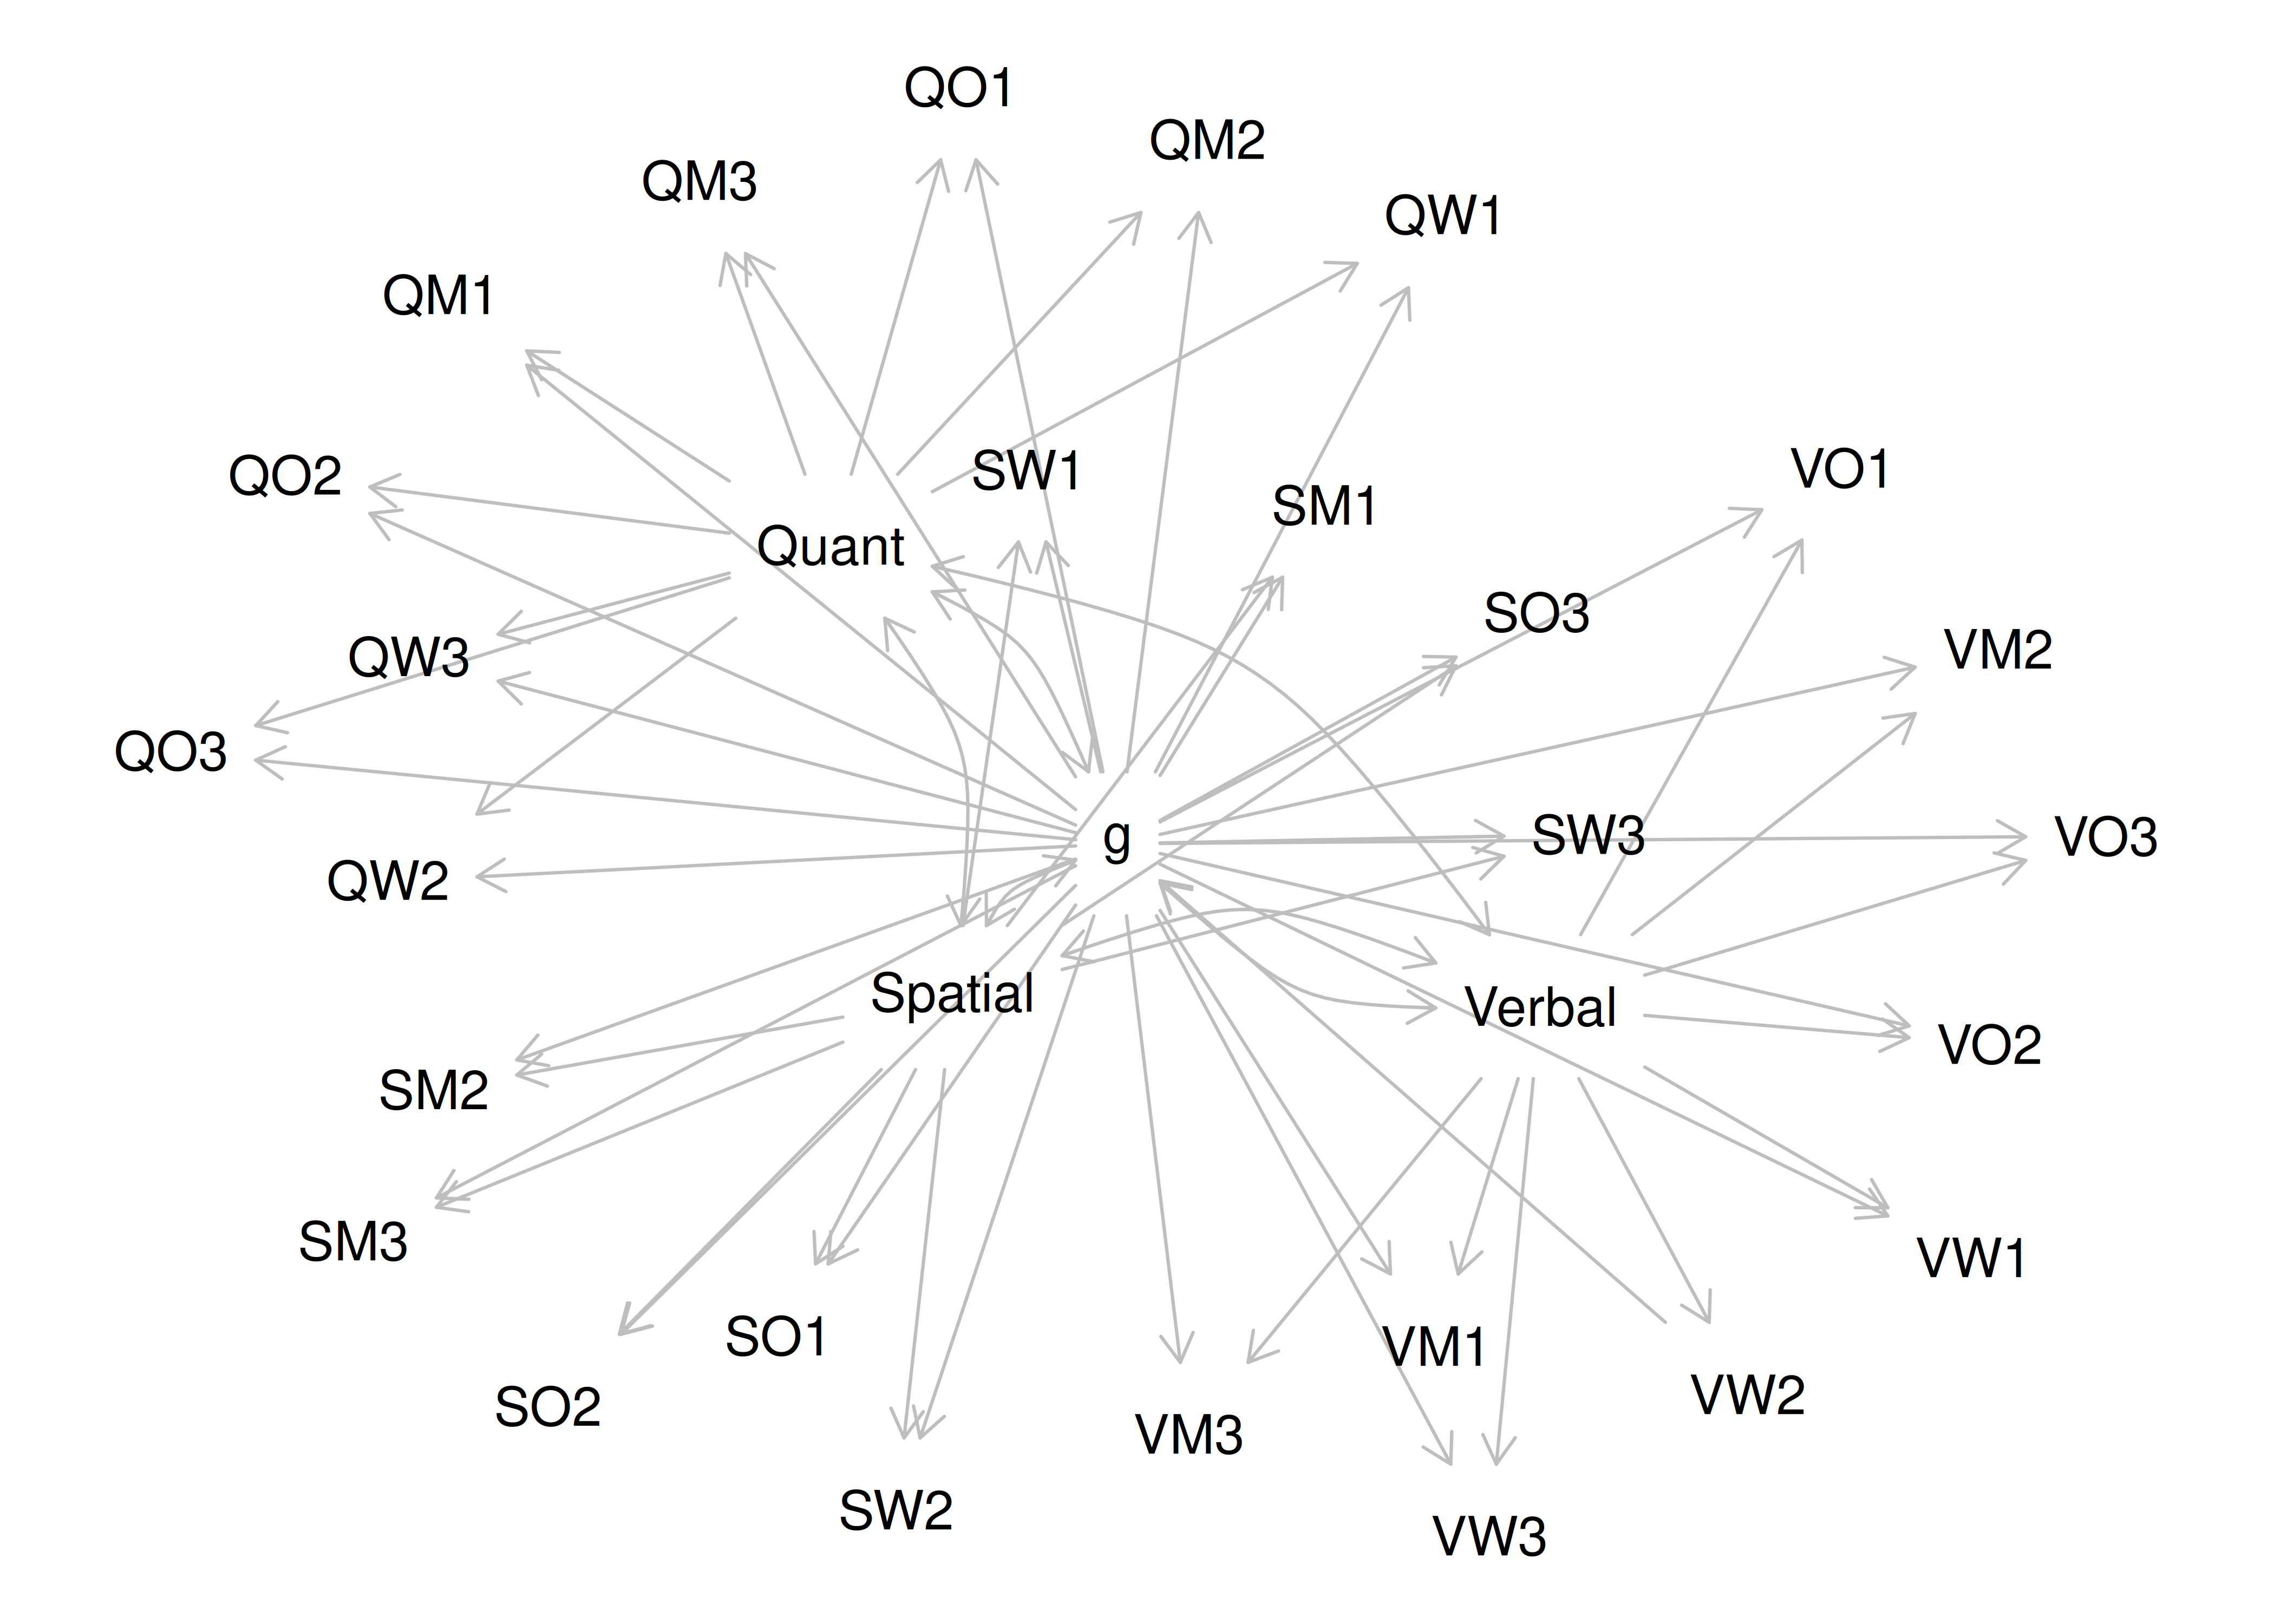 QO1
QM2
QM3
QW1
QM1
SW1
VO1
QO2
SM1
Quant
SO3
VM2
QW3
QO3
g
SW3
VO3
QW2
Spatial
Verbal
VO2
SM2
SM3
VW1
SO1
VM1
VW2
SO2
VM3
SW2
VW3